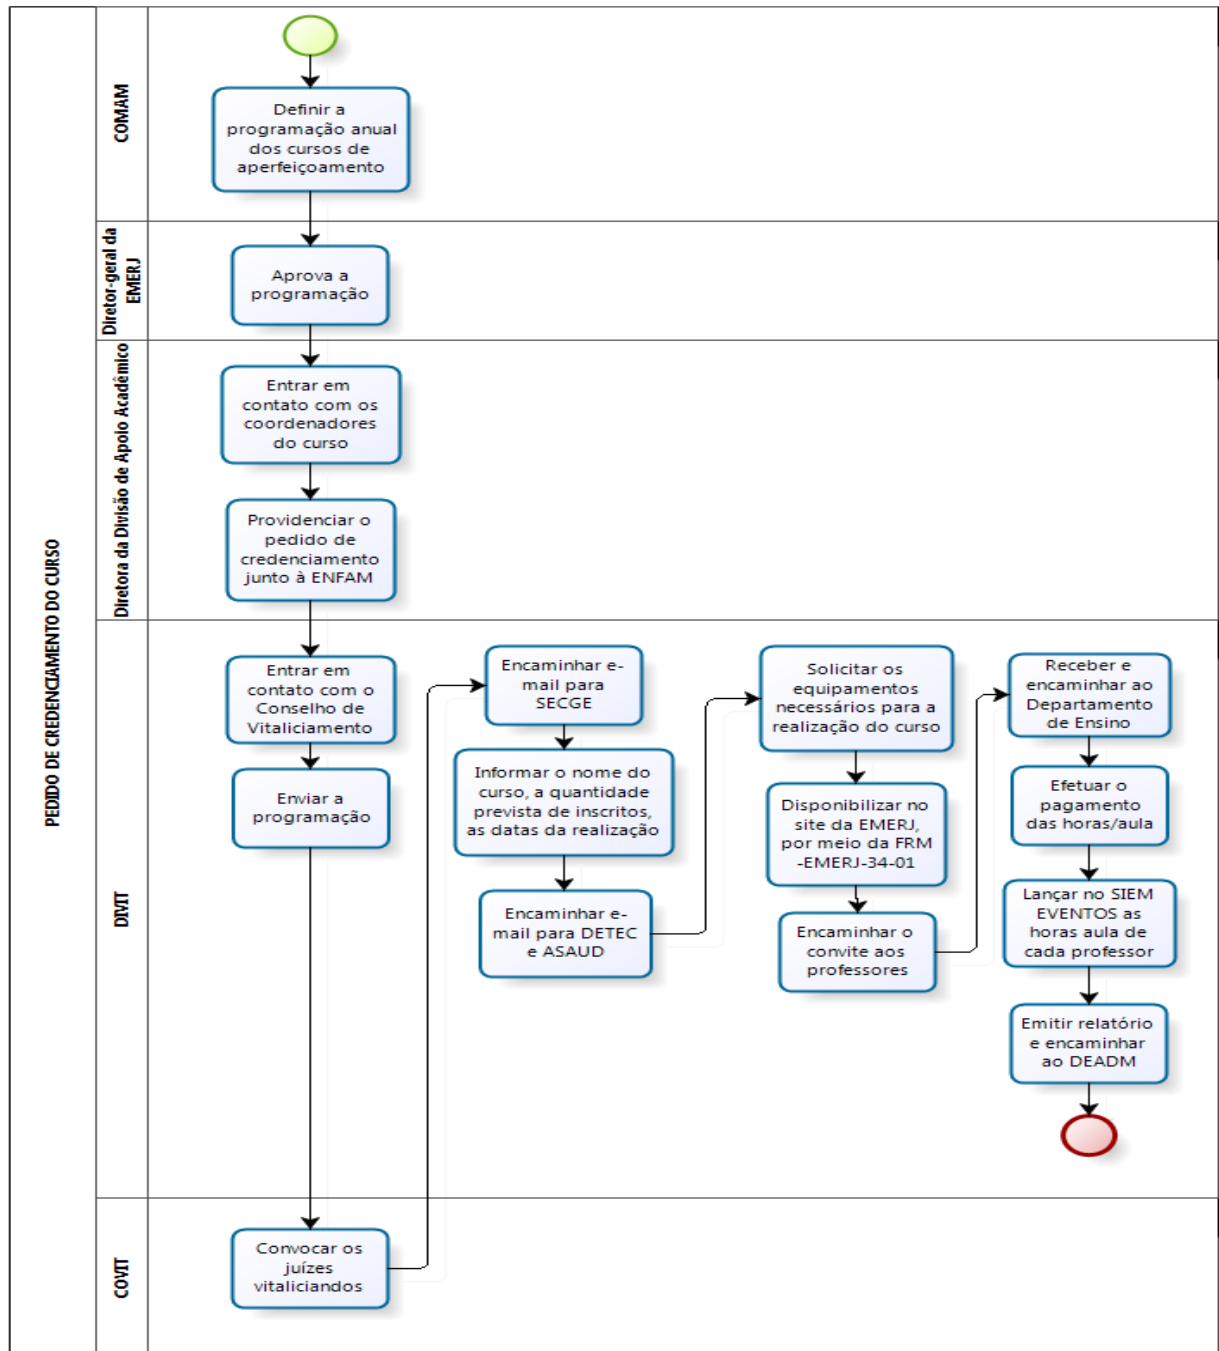 PEDIDO DE CREDENCIAMENTO DO CURSO
COMAM
Definir a
programação anual
dos cursos de
aperfeiçoamento
Diretor-geral da
EMERJ
Aprova a
programação
Diretora da Divisão de Apoio Acadêmico
Entrar em
contato com os
coordenadores
do curso
Providenciar o
pedido de
credenciamento
junto à ENFAM
DIVIT
Entrar em
contato com o
Conselho de
Vitaliciamento
Enviar a
programação
Encaminhar e-
mail para
SECGE
Informar o nome do
curso, a quantidade
prevista de inscritos,
as datas da realização
Encaminhar e-
mail para DETEC
e ASAUD
Solicitar os
equipamentos
necessários para a
realização do curso
Disponibilizar no
site da EMERJ,
por meio da FRM
-EMERJ-34-01
Encaminhar o
convite aos
professores
Receber e
encaminhar ao
Departamento
de Ensino
Efetuar o
pagamento
das horas/aula
Lançar no SIEM
EVENTOS as
horas aula de
cada professor
Emitir relatório
e encaminhar
ao DEADM
COVIT
Convocar os
juízes
vitaliciandos